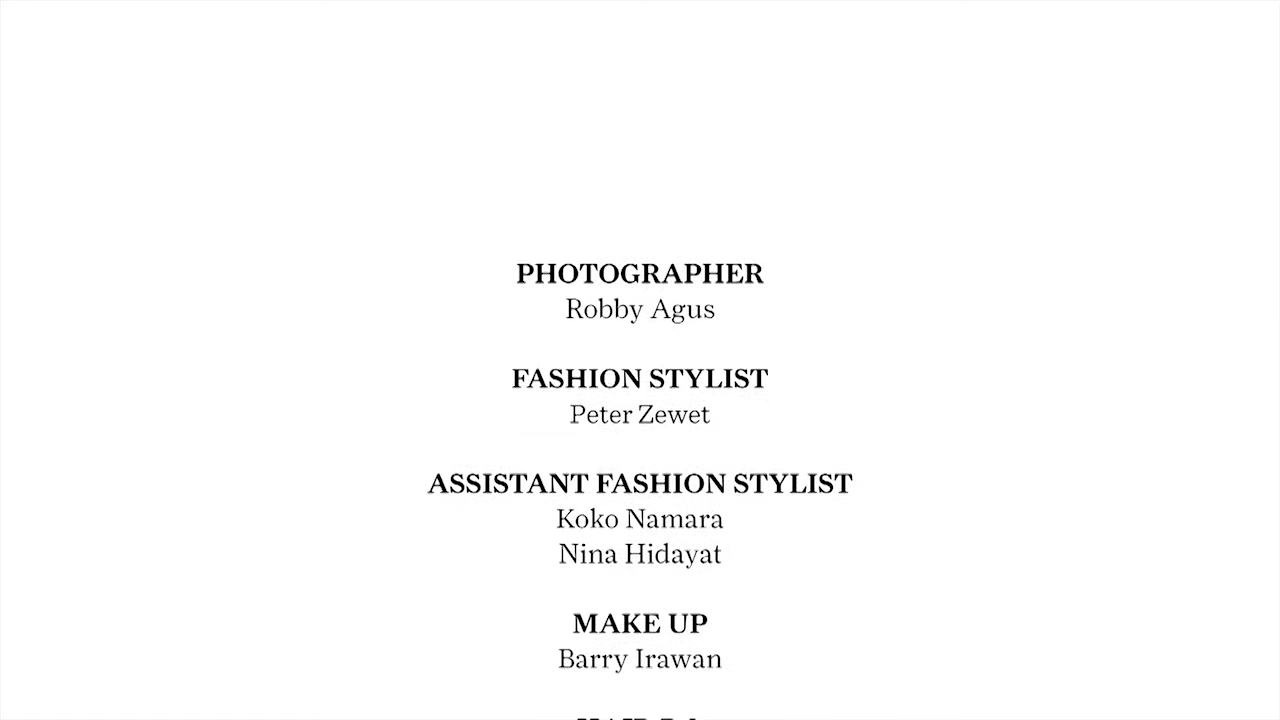 PHOTOGRAPHER
Robby Agus
FASHION STYLIST
Peter Zewet
ASSISTANT FASHION STYLIST
Koko Namara
Nina Hidayat
MAKE UP
Barry Irawan